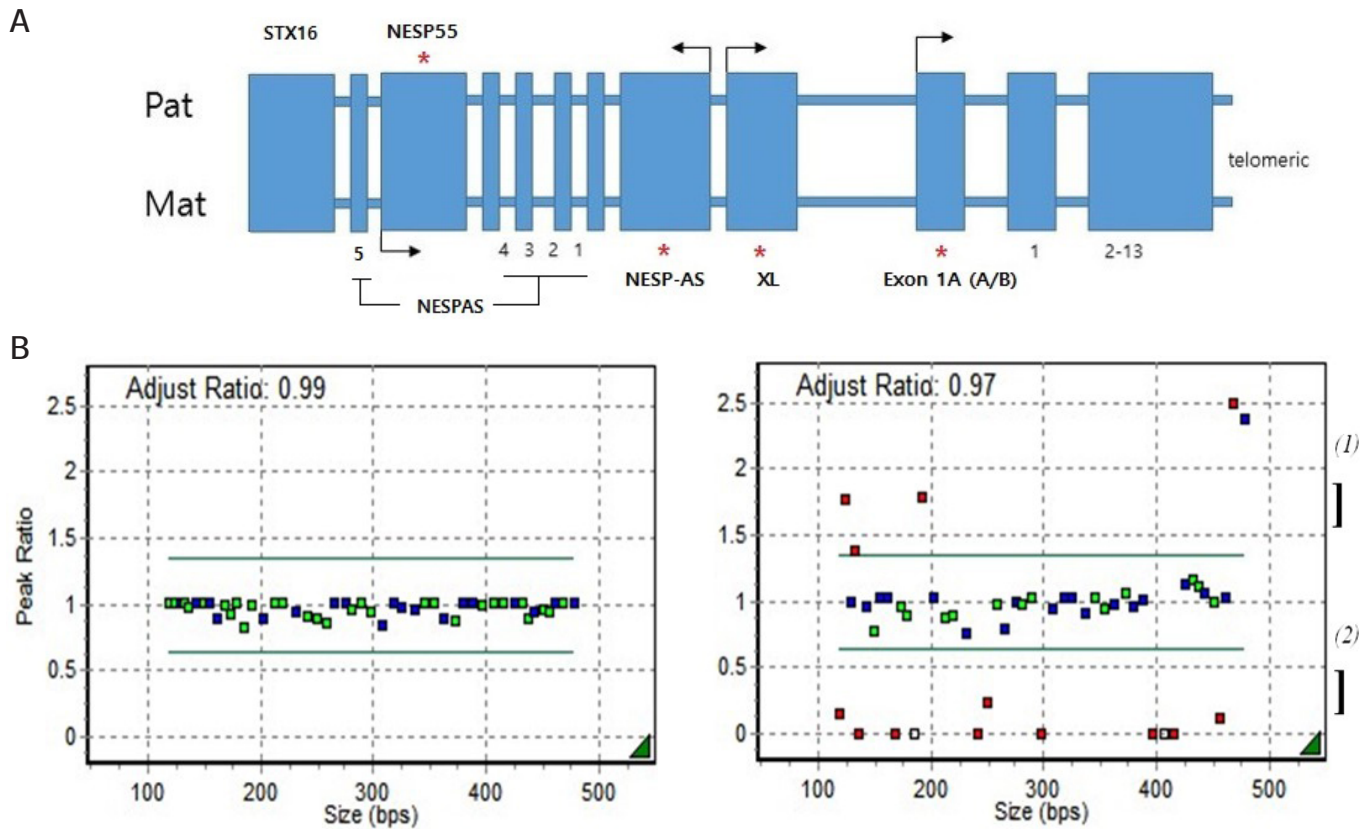 A
STX16 NESP55
*
Pat
Mat
telomeric
5 4 3 2 1 * * * 1 2-13
NESP-AS XL Exon 1A (A/B)
NESPAS
B
Adjust Ratio: 0.99
Peak Ratio
2.5
2
1.5
1
0.5
0
100 200 300 400 500
Size (bps)
Adjust Ratio: 0.97
2.5
2
1.5
1
0.5
0
100 200 300 400 500
Size (bps)
(1)
]
(2)
]